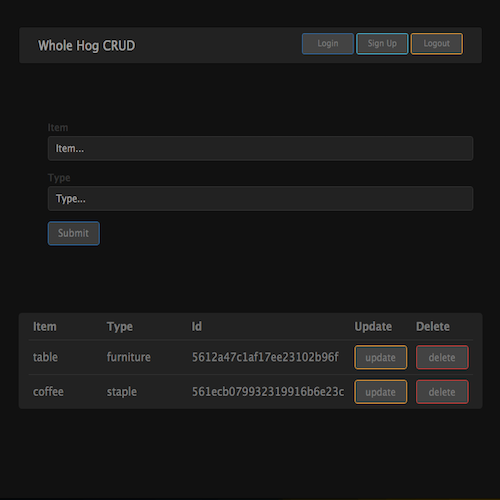 Whole Hog CRUD Login Sign Up Logout
Item
Item...
Type
Type...
Submit
Item Type Id Update Delete
table furniture 5612a47c1af17ee23102b96f update delete
coffee staple 561ecb079932319916b6e23c update delete